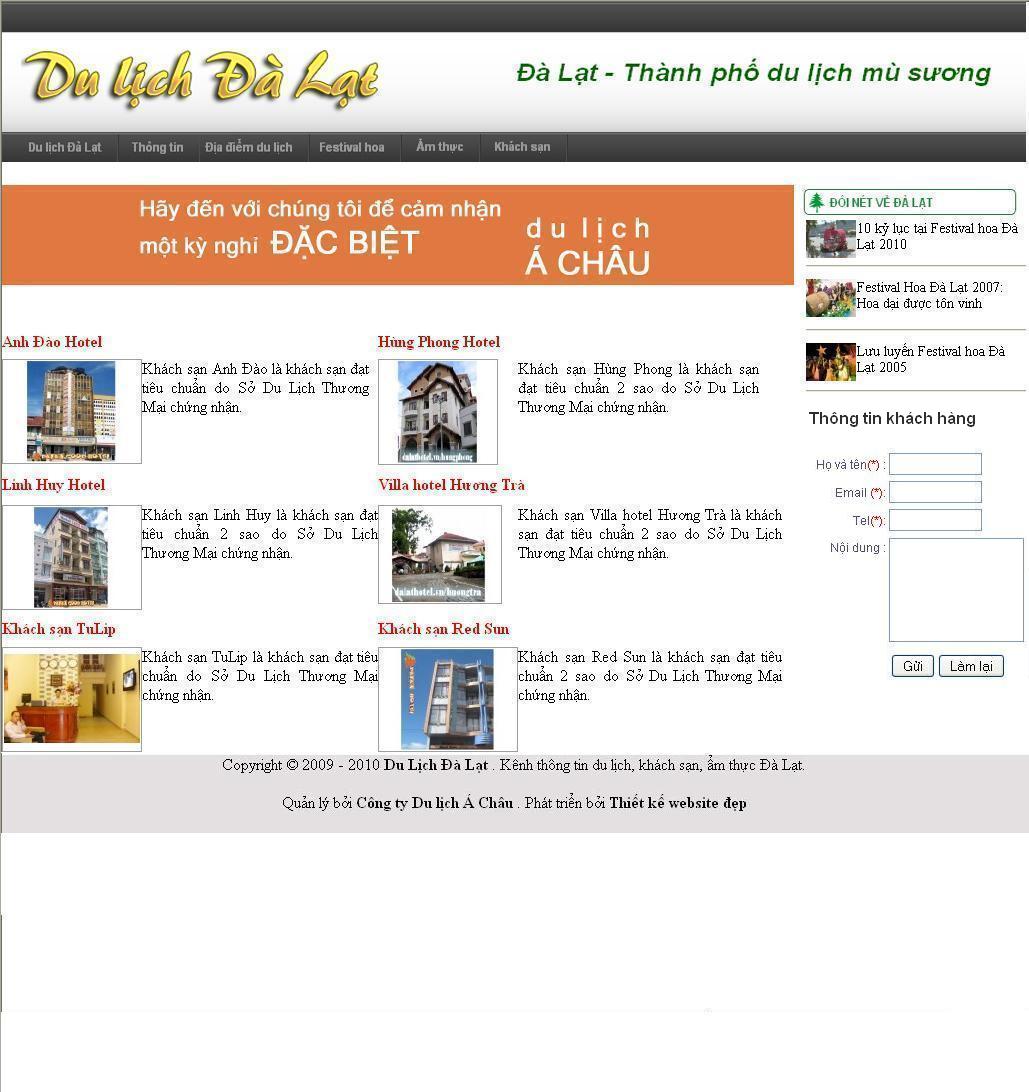 Du lịch Đà Lạt
Đà Lạt - Thành phố du lịch mù sương
Du lịch Đà Lạt
Thông tin
Địa điểm du lịch
Festival hoa
Ẩm thực
Khách sạn
Hãy đến với chúng tôi để cảm nhận
một kỳ nghỉ ĐẶC BIỆT
du lịch
Á CHÂU
Anh Đào Hotel
Khách sạn Anh Đào là khách sạn đạt
tiêu chuẩn do Sở Du Lịch Thương
Mại chứng nhận.
Hùng Phong Hotel
dalathotel.vn/hungphong
Khách sạn Hùng Phong là khách sạn
đạt tiêu chuẩn 2 sao do Sở Du Lịch
Thương Mại chứng nhận.
Linh Huy Hotel
Khách sạn Linh Huy là khách sạn đạt
tiêu chuẩn 2 sao do Sở Du Lịch
Thương Mại chứng nhận.
Villa hotel Hương Trà
dalathotel.vn/huongtra
Khách sạn Villa hotel Hương Trà là khách
sạn đạt tiêu chuẩn 2 sao do Sở Du Lịch
Thương Mại chứng nhận.
Khách sạn TuLip
Khách sạn TuLip là khách sạn đạt tiêu
chuẩn do Sở Du Lịch Thương Mại
chứng nhận.
Khách sạn Red Sun
Khách sạn Red Sun là khách sạn đạt tiêu
chuẩn 2 sao do Sở Du Lịch Thương Mại
chứng nhận.
ĐÔI NÉT VỀ ĐÀ LẠT
10 kỷ lục tại Festival hoa Đà
Lạt 2010
Festival Hoa Đà Lạt 2007:
Hoa dại được tôn vinh
Lưu luyến Festival hoa Đà
Lạt 2005
Thông tin khách hàng
Họ và tên(*) :
Email (*):
Tel(*):
Nội dung :
Gửi
Làm lại
Copyright © 2009 - 2010 Du Lịch Đà Lạt . Kênh thông tin du lịch, khách sạn, ẩm thực Đà Lạt.
Quản lý bởi Công ty Du lịch Á Châu . Phát triển bởi Thiết kế website đẹp